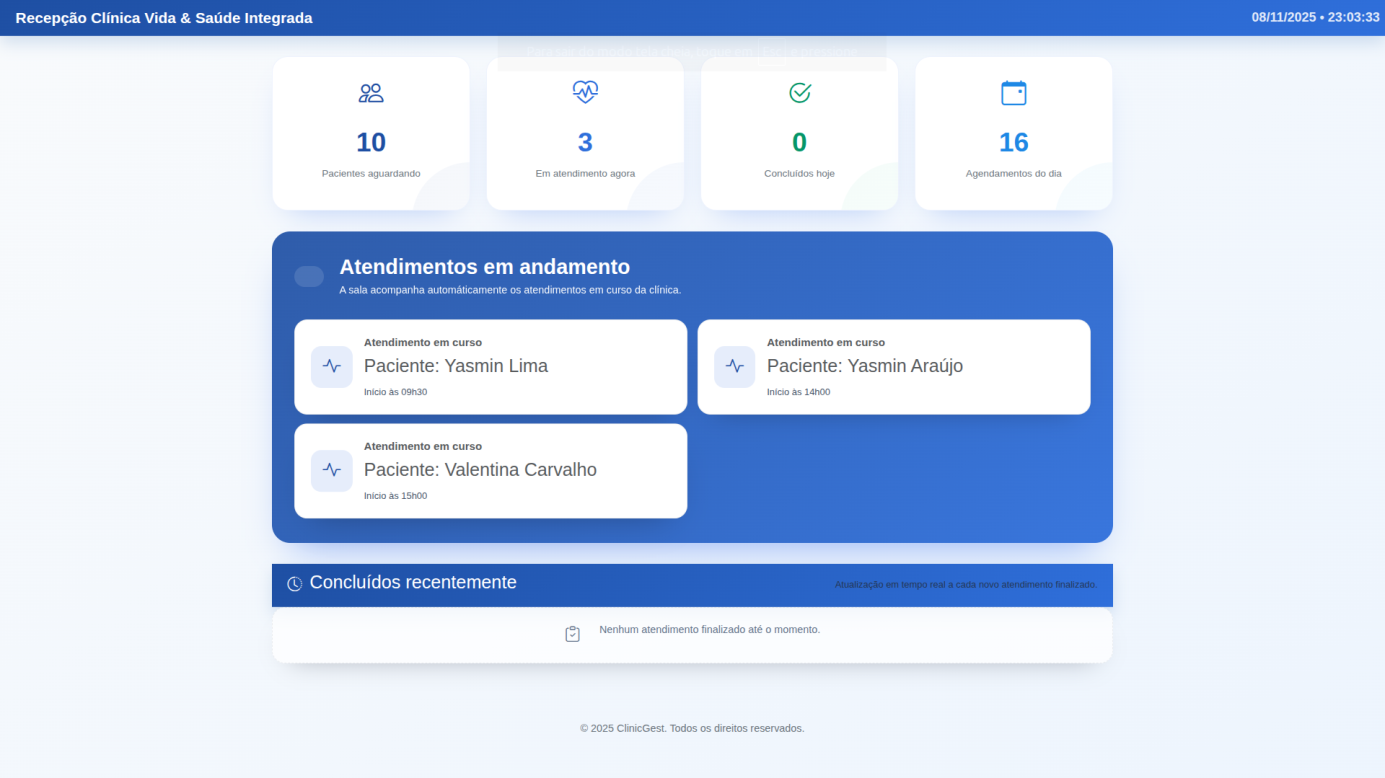 Recepção Clínica Vida & Saúde Integrada
08/11/2025 • 23:03:33
10
Pacientes aguardando
3
Em atendimento agora
0
Concluídos hoje
16
Agendamentos do dia
Atendimentos em andamento
A sala acompanha automáticamente os atendimentos em curso da clínica.
Atendimento em curso
Paciente: Yasmin Lima
Início às 09h30
Atendimento em curso
Paciente: Yasmin Araújo
Início às 14h00
Atendimento em curso
Paciente: Valentina Carvalho
Início às 15h00
Concluídos recentemente
Atualização em tempo real a cada novo atendimento finalizado.
Nenhum atendimento finalizado até o momento.
© 2025 ClinicGest. Todos os direitos reservados.